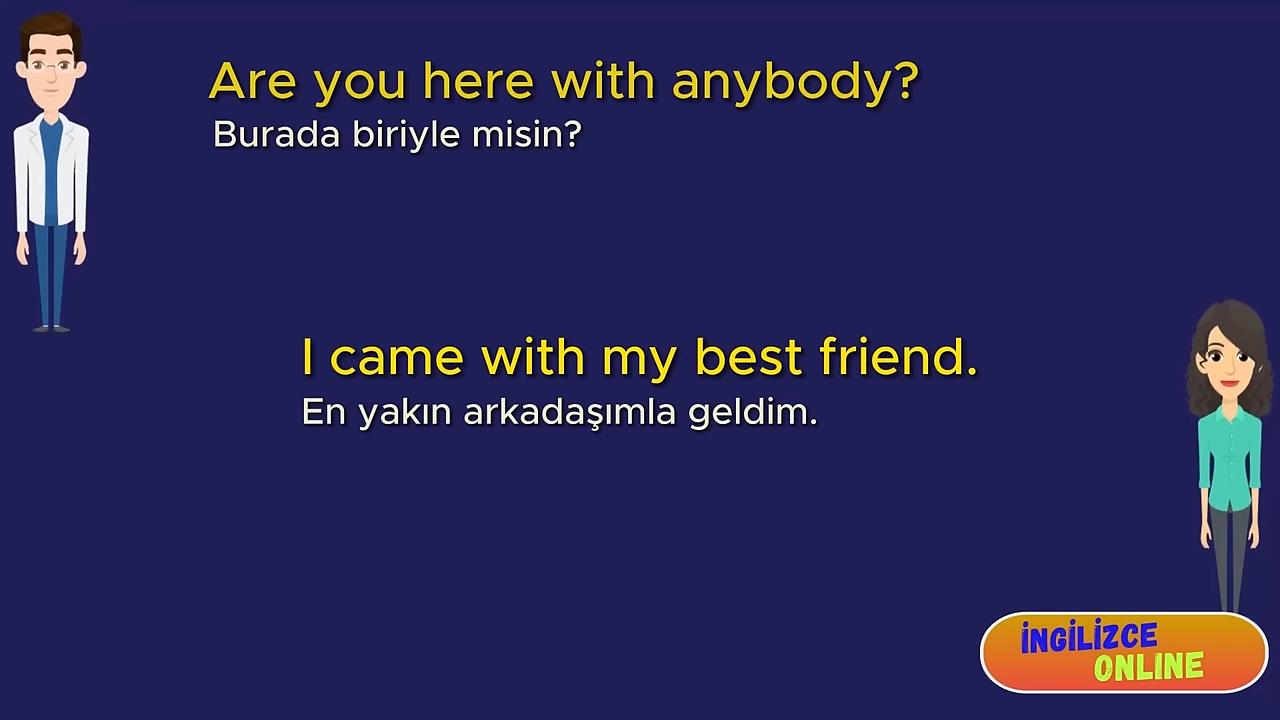 Are you here with anybody?
Burada biriyle misin?
I came with my best friend.
En yakın arkadaşımla geldim.
İNGİLİZCE
ONLINE